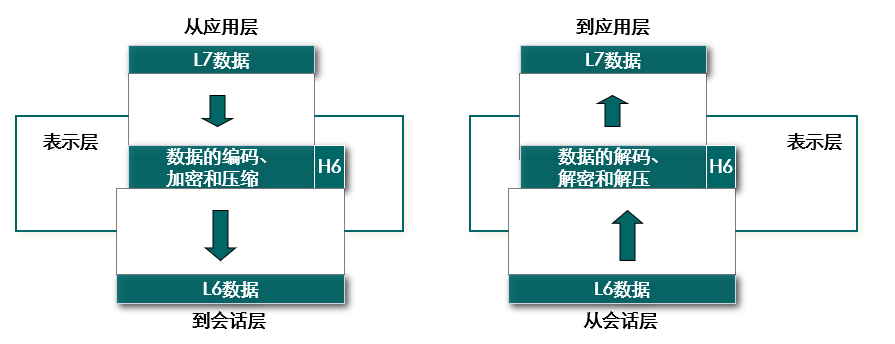 从应用层
L7数据
表示层
数据的编码、
加密和压缩
H6
L6数据
到会话层
到应用层
L7数据
表示层
数据的解码、
解密和解压
H6
L6数据
从会话层